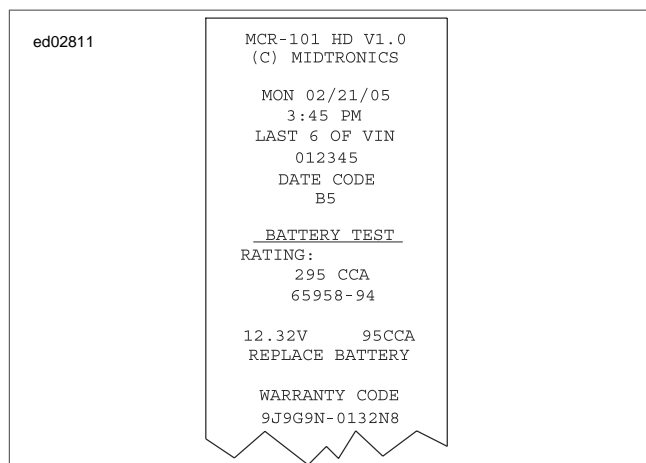 ed02811
MCR-101 HD V1.0
(C) MIDTRONICS
MON 02/21/05
3:45 PM
LAST 6 OF VIN
012345
DATE CODE
B5
BATTERY TEST
RATING:
295 CCA
65958-94
12.32V 95CCA
REPLACE BATTERY
WARRANTY CODE
9J9G9N-0132N8